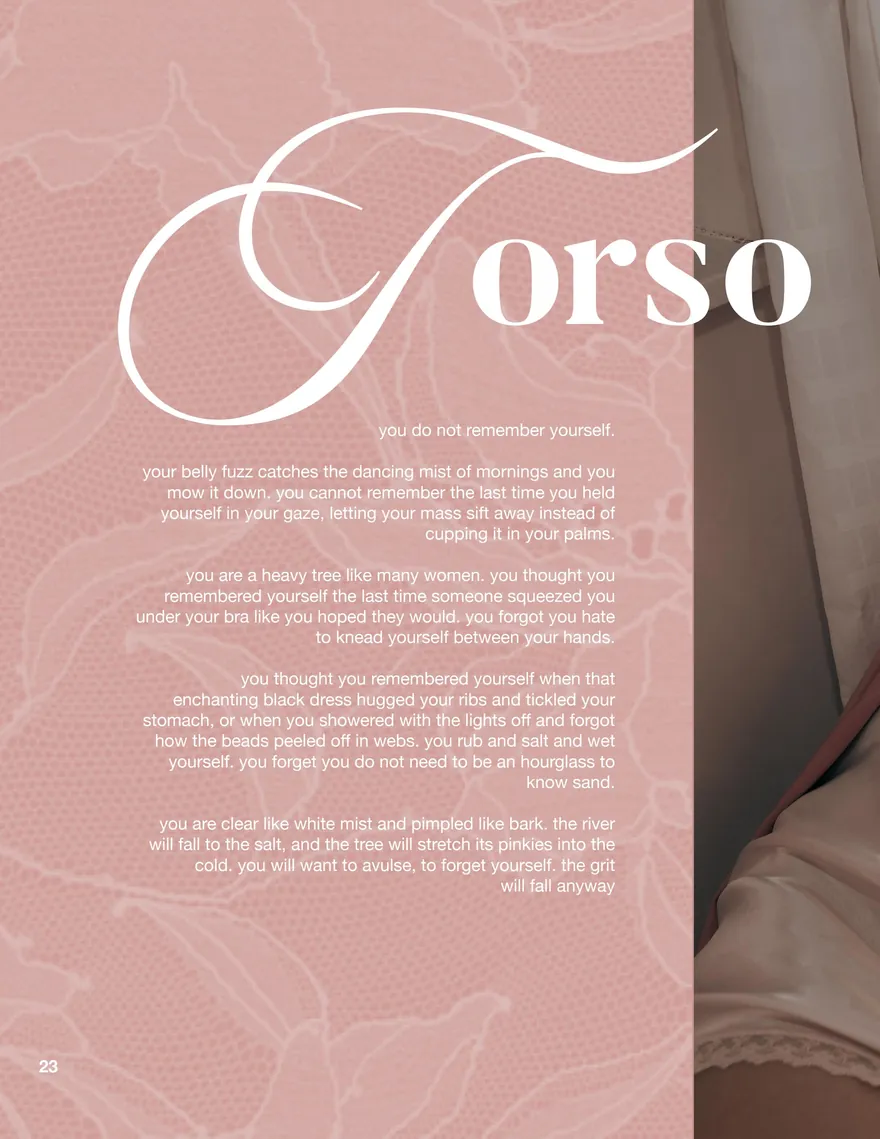 Torso
you do not remember yourself.
your belly fuzz catches the dancing mist of mornings and you
mow it down. you cannot remember the last time you held
yourself in your gaze, letting your mass sift away instead of
cupping it in your palms.
you are a heavy tree like many women. you thought you
remembered yourself the last time someone squeezed you
under your bra like you hoped they would. you forgot you hate
to knead yourself between your hands.
you thought you remembered yourself when that
enchanting black dress hugged your ribs and tickled your
stomach, or when you showered with the lights off and forgot
how the beads peeled off in webs. you rub and salt and wet
yourself. you forget you do not need to be an hourglass to
know sand.
you are clear like white mist and pimpled like bark. the river
will fall to the salt, and the tree will stretch its pinkies into the
cold. you will want to avulse, to forget yourself. the grit
will fall anyway
23